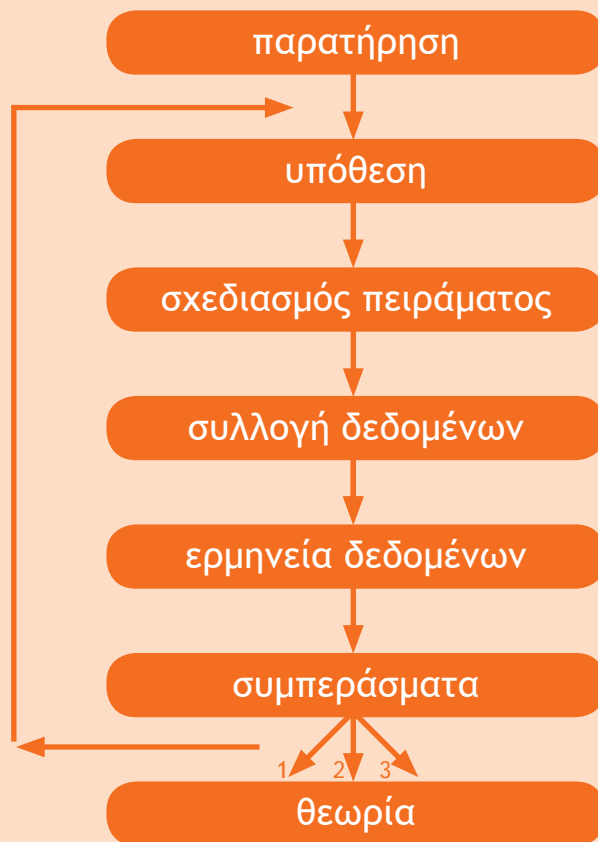 παρατήρηση
υπόθεση
σχεδιασμός πειράματος
συλλογή δεδομένων
ερμηνεία δεδομένων
συμπεράσματα
1 2 3
θεωρία